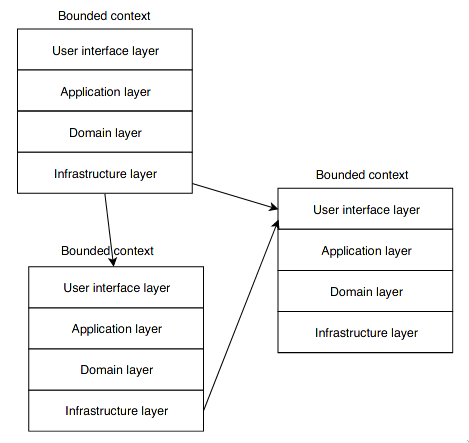 Bounded context
User interface layer
Application layer
Domain layer
Infrastructure layer
Bounded context
User interface layer
Application layer
Domain layer
Infrastructure layer
Bounded context
User interface layer
Application layer
Domain layer
Infrastructure layer